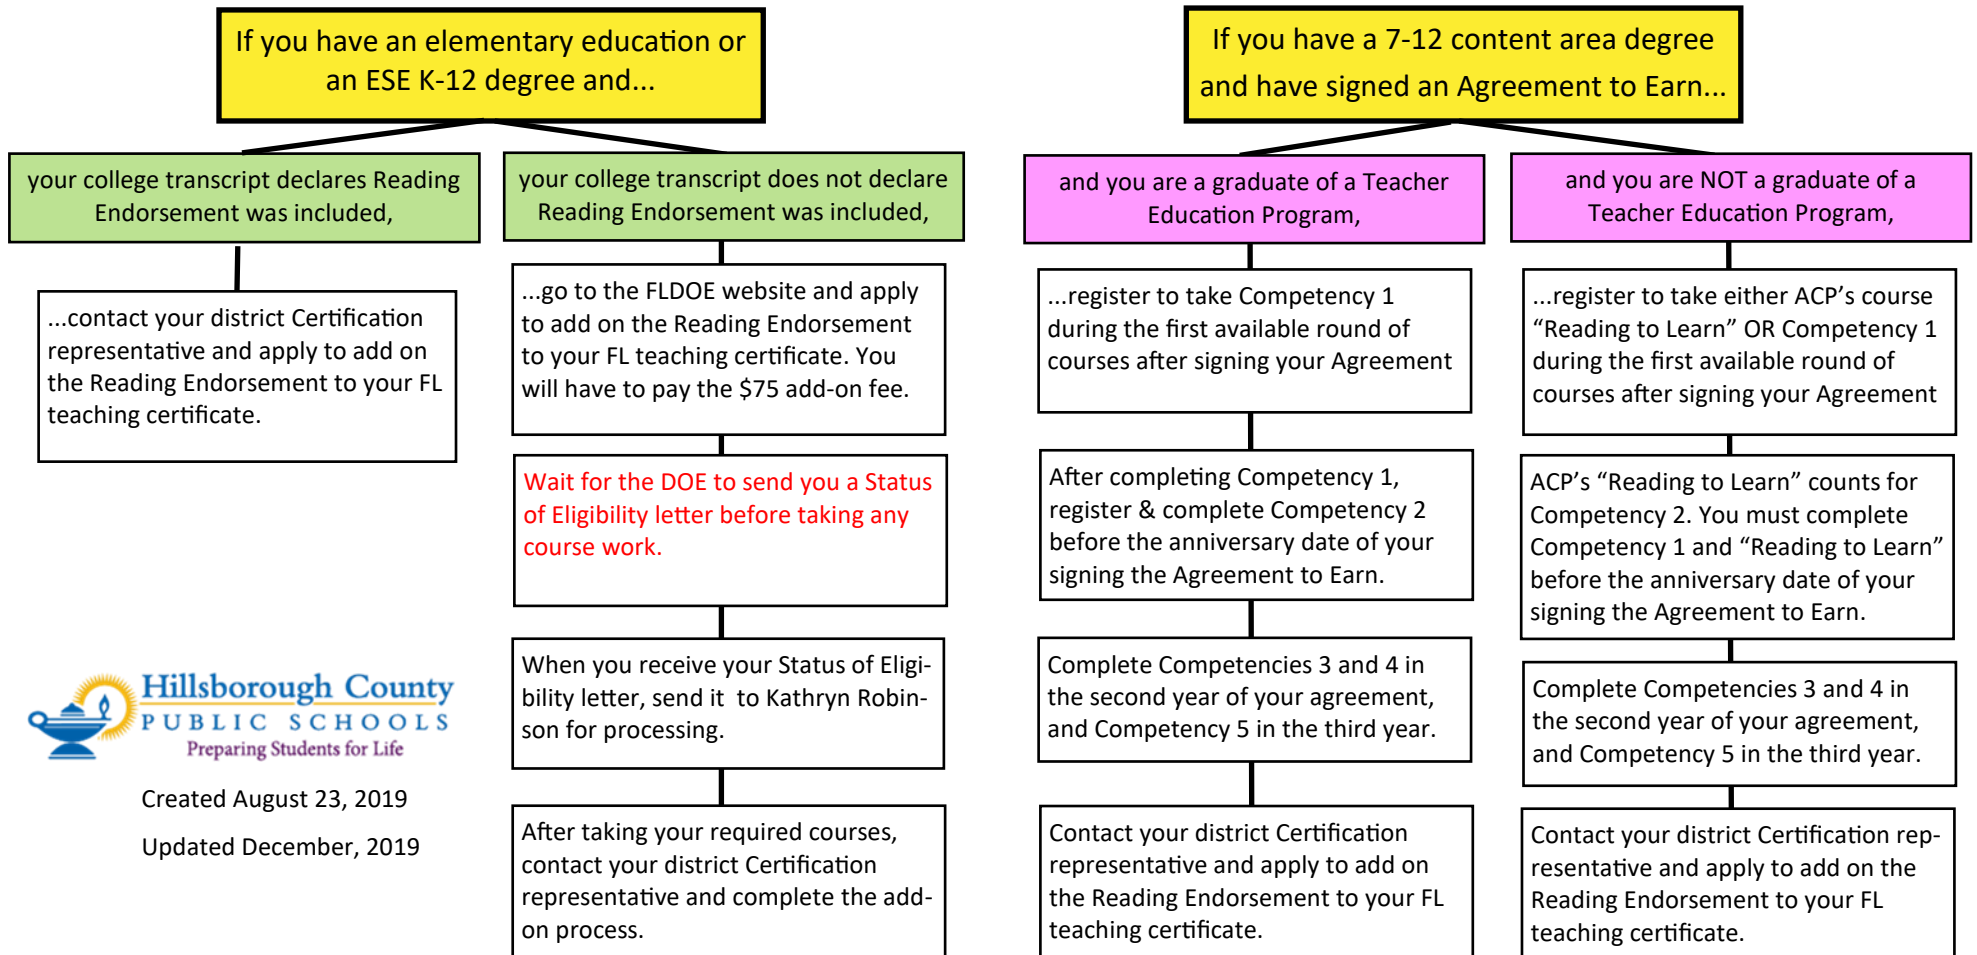 If you have an elementary education or
an ESE K-12 degree and...
your college transcript declares Reading
Endorsement was included,
...contact your district Certification
representative and apply to add on
the Reading Endorsement to your FL
teaching certificate.
your college transcript does not declare
Reading Endorsement was included,
...go to the FLDOE website and apply
to add on the Reading Endorsement
to your FL teaching certificate. You
will have to pay the $75 add-on fee.
Wait for the DOE to send you a Status
of Eligibility letter before taking any
course work.
When you receive your Status of Eligi-
bility letter, send it  to Kathryn Robin-
son for processing.
After taking your required courses,
contact your district Certification
representative and complete the add-
on process.
If you have a 7-12 content area degree
and have signed an Agreement to Earn...
and you are a graduate of a Teacher
Education Program,
...register to take Competency 1
during the first available round of
courses after signing your Agreement
After completing Competency 1,
register & complete Competency 2
before the anniversary date of your
signing the Agreement to Earn.
Complete Competencies 3 and 4 in
the second year of your agreement,
and Competency 5 in the third year.
Contact your district Certification
representative and apply to add on
the Reading Endorsement to your FL
teaching certificate.
and you are NOT a graduate of a
Teacher Education Program,
...register to take either ACP’s course
“Reading to Learn” OR Competency 1
during the first available round of
courses after signing your Agreement
ACP’s “Reading to Learn” counts for
Competency 2. You must complete
Competency 1 and “Reading to Learn”
before the anniversary date of your
signing the Agreement to Earn.
Complete Competencies 3 and 4 in
the second year of your agreement,
and Competency 5 in the third year.
Contact your district Certification rep-
resentative and apply to add on the
Reading Endorsement to your FL
teaching certificate.
Hillsborough County
PUBLIC SCHOOLS
Preparing Students for Life
Created August 23, 2019
Updated December, 2019